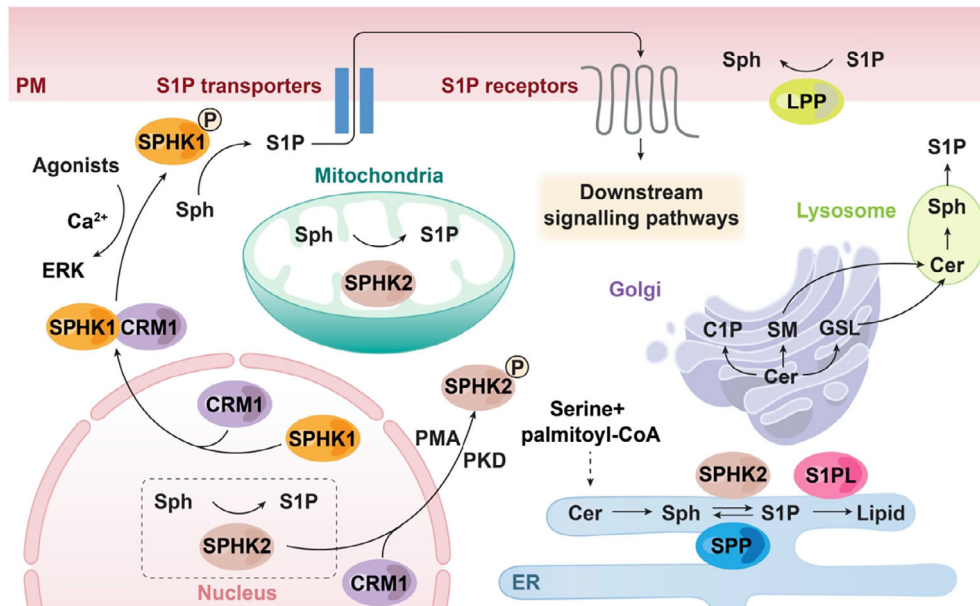 PM
S1P transporters
S1P receptors
Sph
S1P
LPP
SPHK1
P
Agonists
Ca²⁺
ERK
Sph
S1P
Mitochondria
Sph
S1P
SPHK2
Downstream
signalling pathways
S1P
Lysosome
Sph
Cer
Golgi
C1P
SM
GSL
Cer
SPHK1
CRM1
CRM1
SPHK1
SPHK2
P
PMA
PKD
Sph
S1P
SPHK2
CRM1
Nucleus
Serine+
palmitoyl-CoA
SPHK2
S1PL
Cer
Sph
S1P
Lipid
SPP
ER